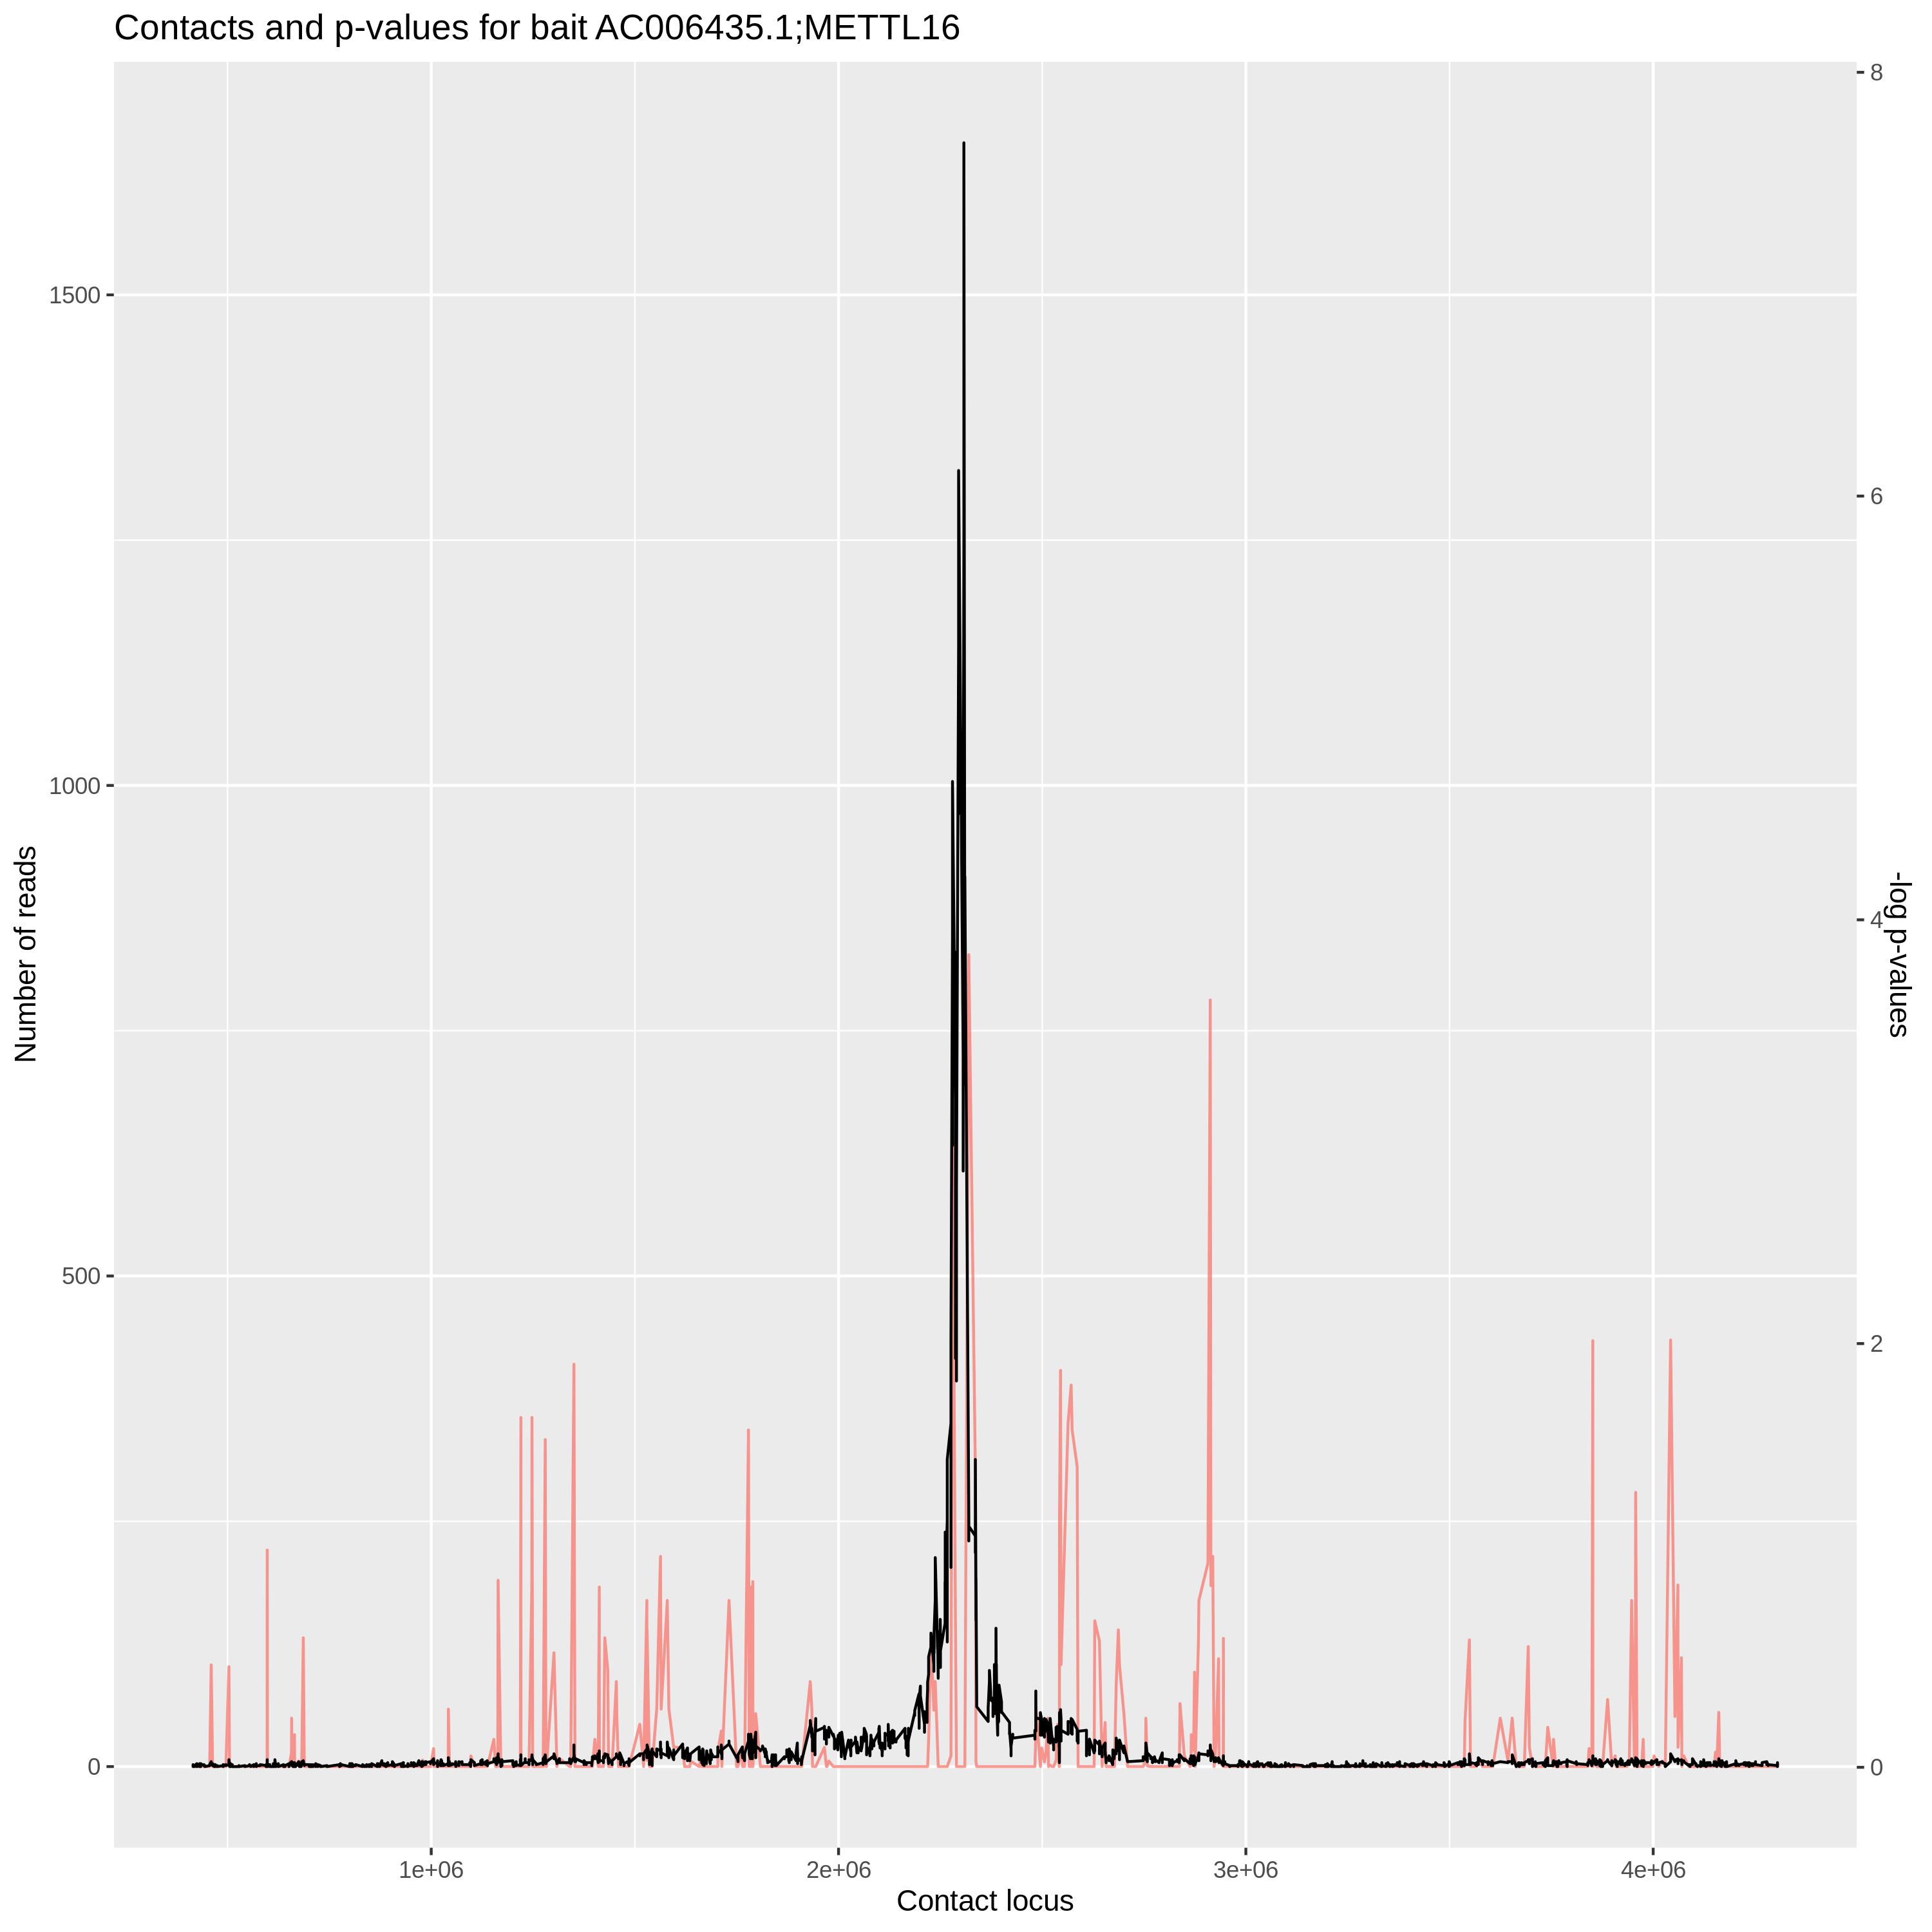 Contacts and p-values for bait AC006435.1;METTL16
8
1500
6
1000
Number of reads
4
-log p-values
500
2
0
0
1e+06
2e+06
3e+06
4e+06
Contact locus